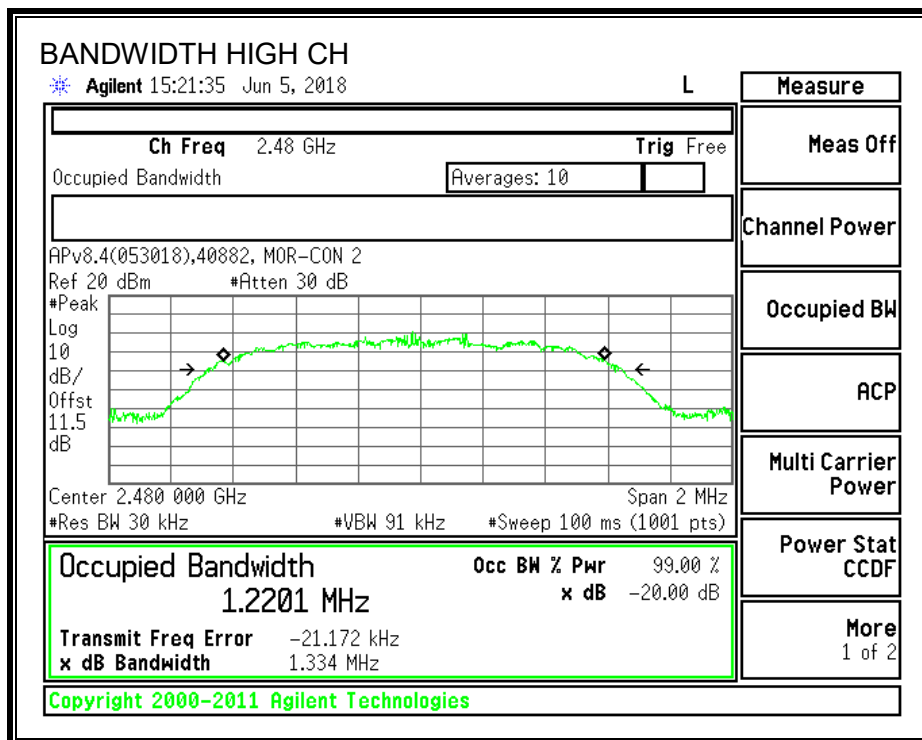 BANDWIDTH HIGH CH
Agilent 15:21:35 Jun 5, 2018 L
Ch Freq 2.48 GHz Trig Free
Occupied Bandwidth Averages: 10
APv8.4(053018),40882, MOR-CON 2
Ref 20 dBm #Atten 30 dB
#Peak
Log
10
dB/
Offst
11.5
dB
Center 2.480 000 GHz Span 2 MHz
#Res BW 30 kHz #VBW 91 kHz #Sweep 100 ms (1001 pts)
Occupied Bandwidth Occ BW % Pwr 99.00 %
1.2201 MHz x dB -20.00 dB
Transmit Freq Error -21.172 kHz
x dB Bandwidth 1.334 MHz
Copyright 2000-2011 Agilent Technologies
Measure
Meas Off
Channel Power
Occupied BW
ACP
Multi Carrier
Power
Power Stat
CCDF
More
1 of 2